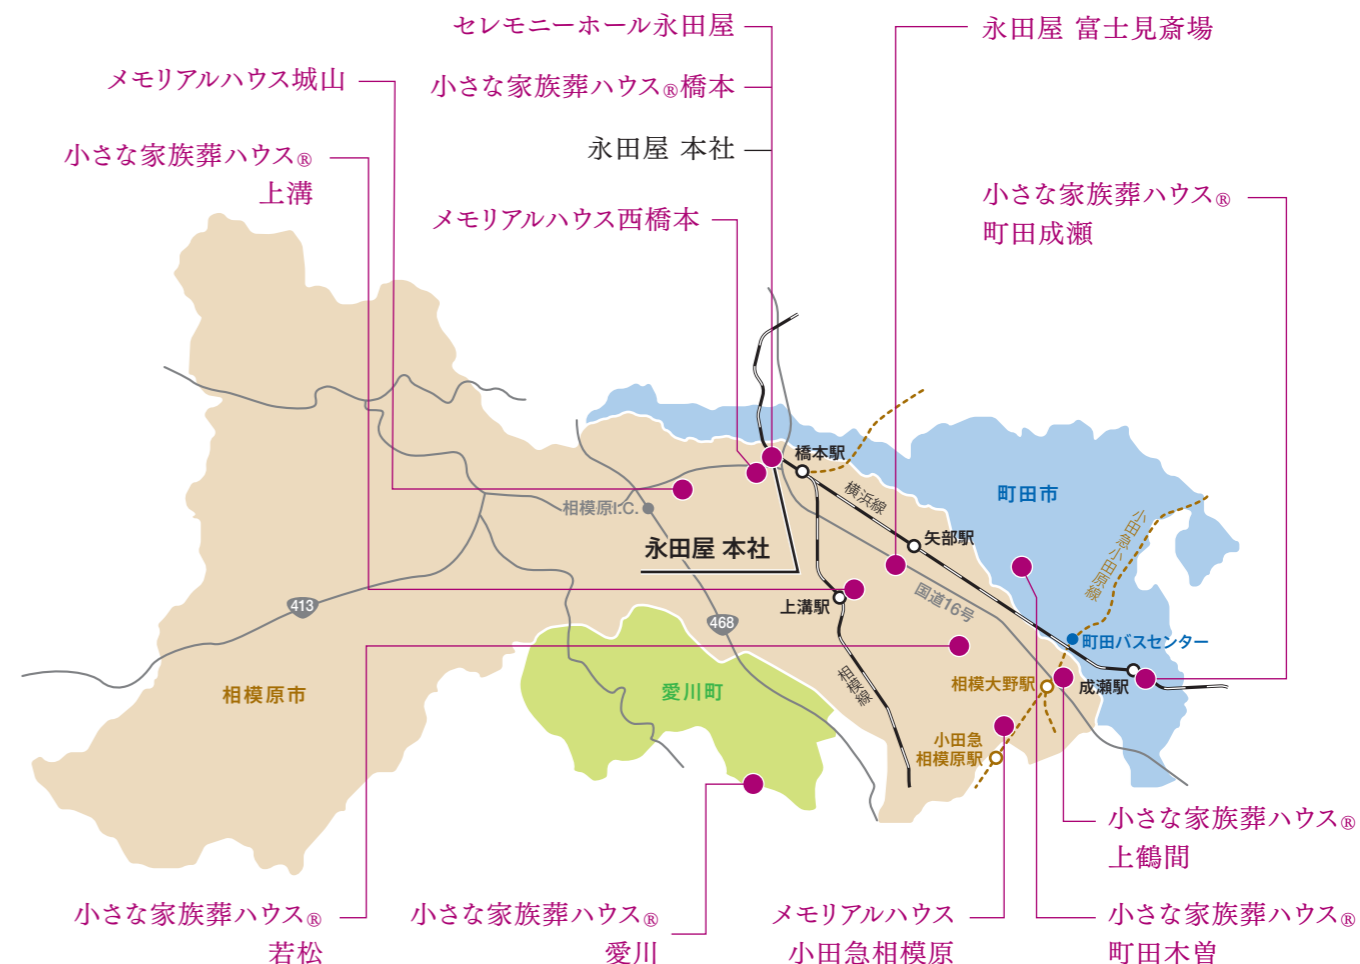 セレモニーホール永田屋
永田屋 富士見斎場
メモリアルハウス城山
小さな家族葬ハウス®橋本
小さな家族葬ハウス®
上溝
永田屋 本社
メモリアルハウス西橋本
小さな家族葬ハウス®
町田成瀬
橋本駅
横浜線
町田市
相模原I.C.
小田急小田原線
矢部駅
永田屋 本社
国道16号
上溝駅
413
468
町田バスセンター
相模原市
愛川町
相模線
相模大野駅
成瀬駅
小田急
相模原駅
小さな家族葬ハウス®
上鶴間
小さな家族葬ハウス®
若松
小さな家族葬ハウス®
愛川
メモリアルハウス
小田急相模原
小さな家族葬ハウス®
町田木曽